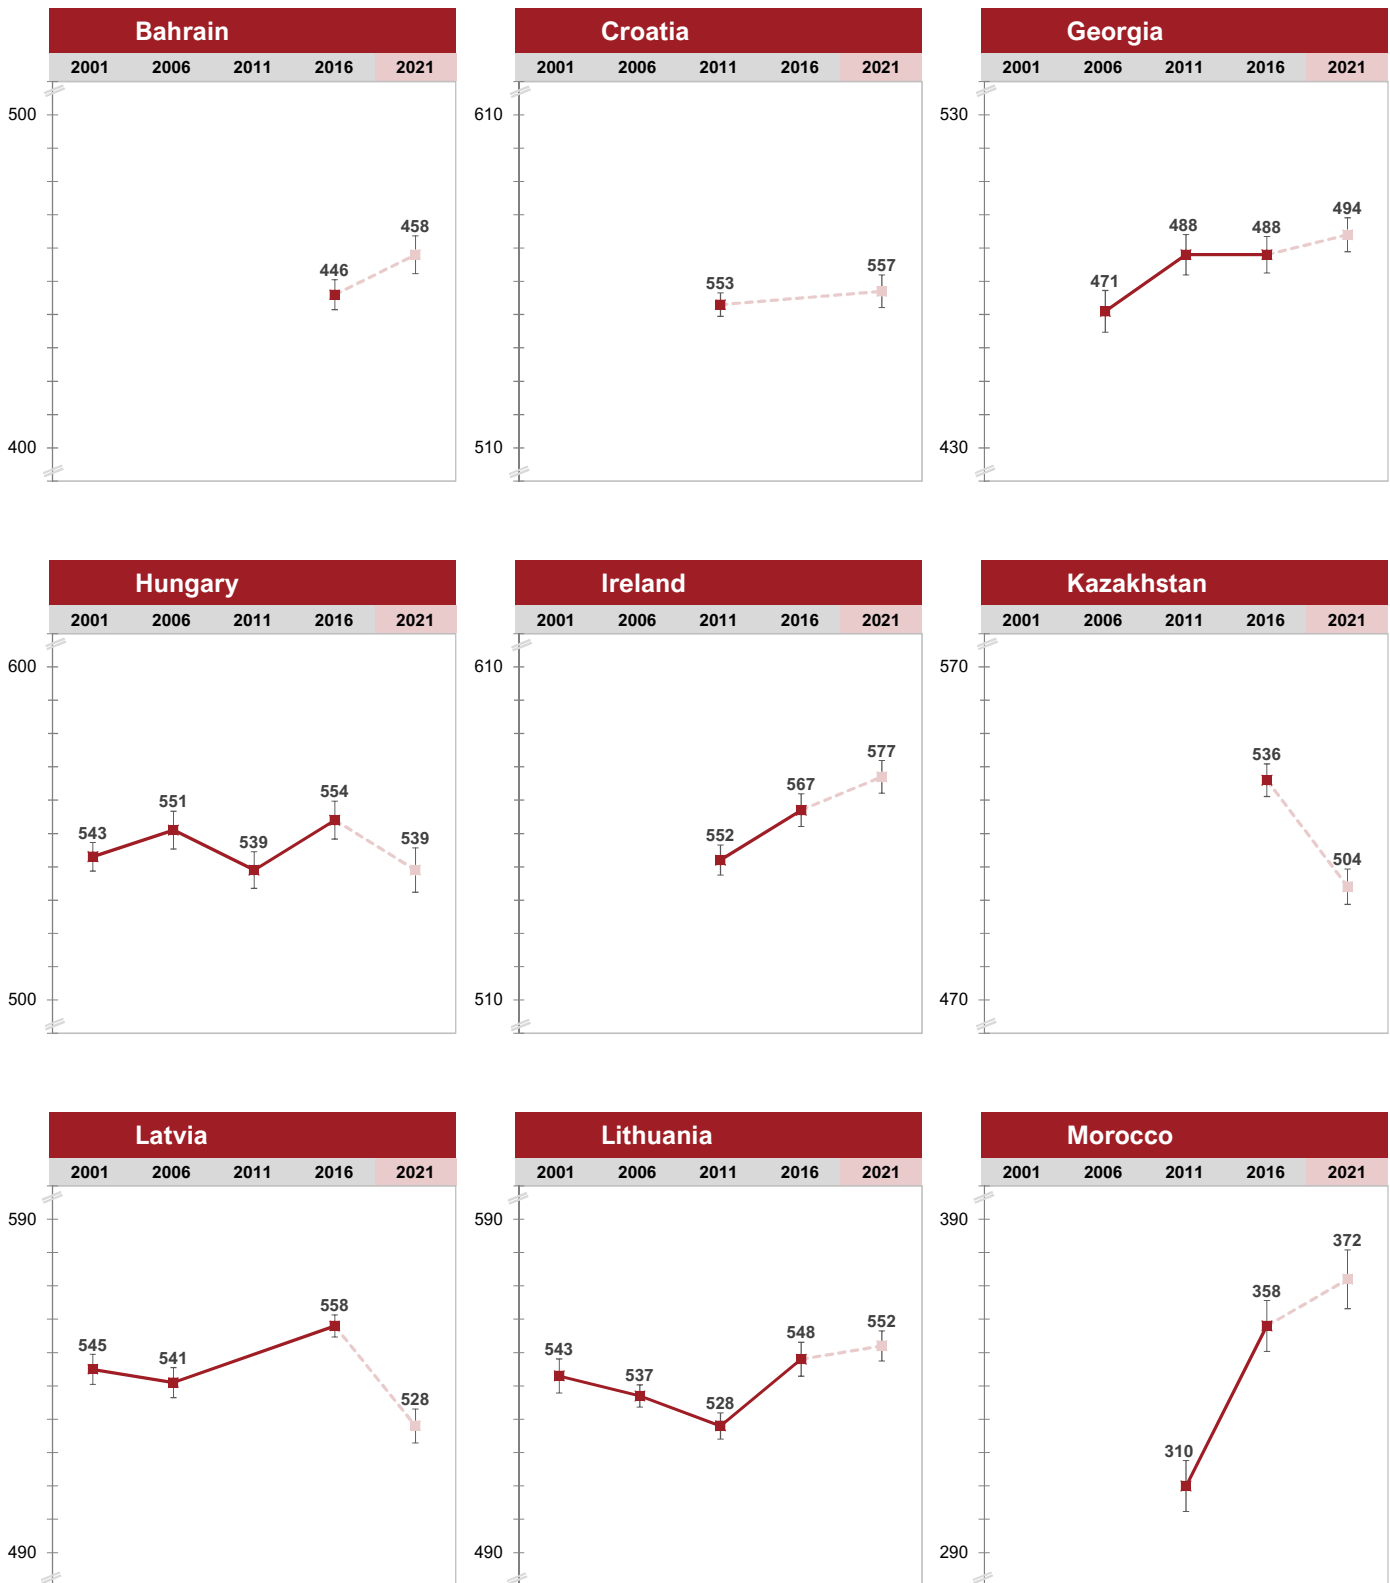 Bahrain Croatia Georgia
2001 2006 2011 2016 2021 2001 2006 2011 2016 2021 2001 2006 2011 2016 2021
500 610 530
458
446
553
557
471
488
488
494
400 510 430
Hungary Ireland Kazakhstan
2001 2006 2011 2016 2021 2001 2006 2011 2016 2021 2001 2006 2011 2016 2021
600 610 570
543
551
539
554
539
552
567
577
536
504
500 510 470
Latvia Lithuania Morocco
2001 2006 2011 2016 2021 2001 2006 2011 2016 2021 2001 2006 2011 2016 2021
590 590 390
545
541
558
528
543
537
528
548
552
310
358
372
490 490 290